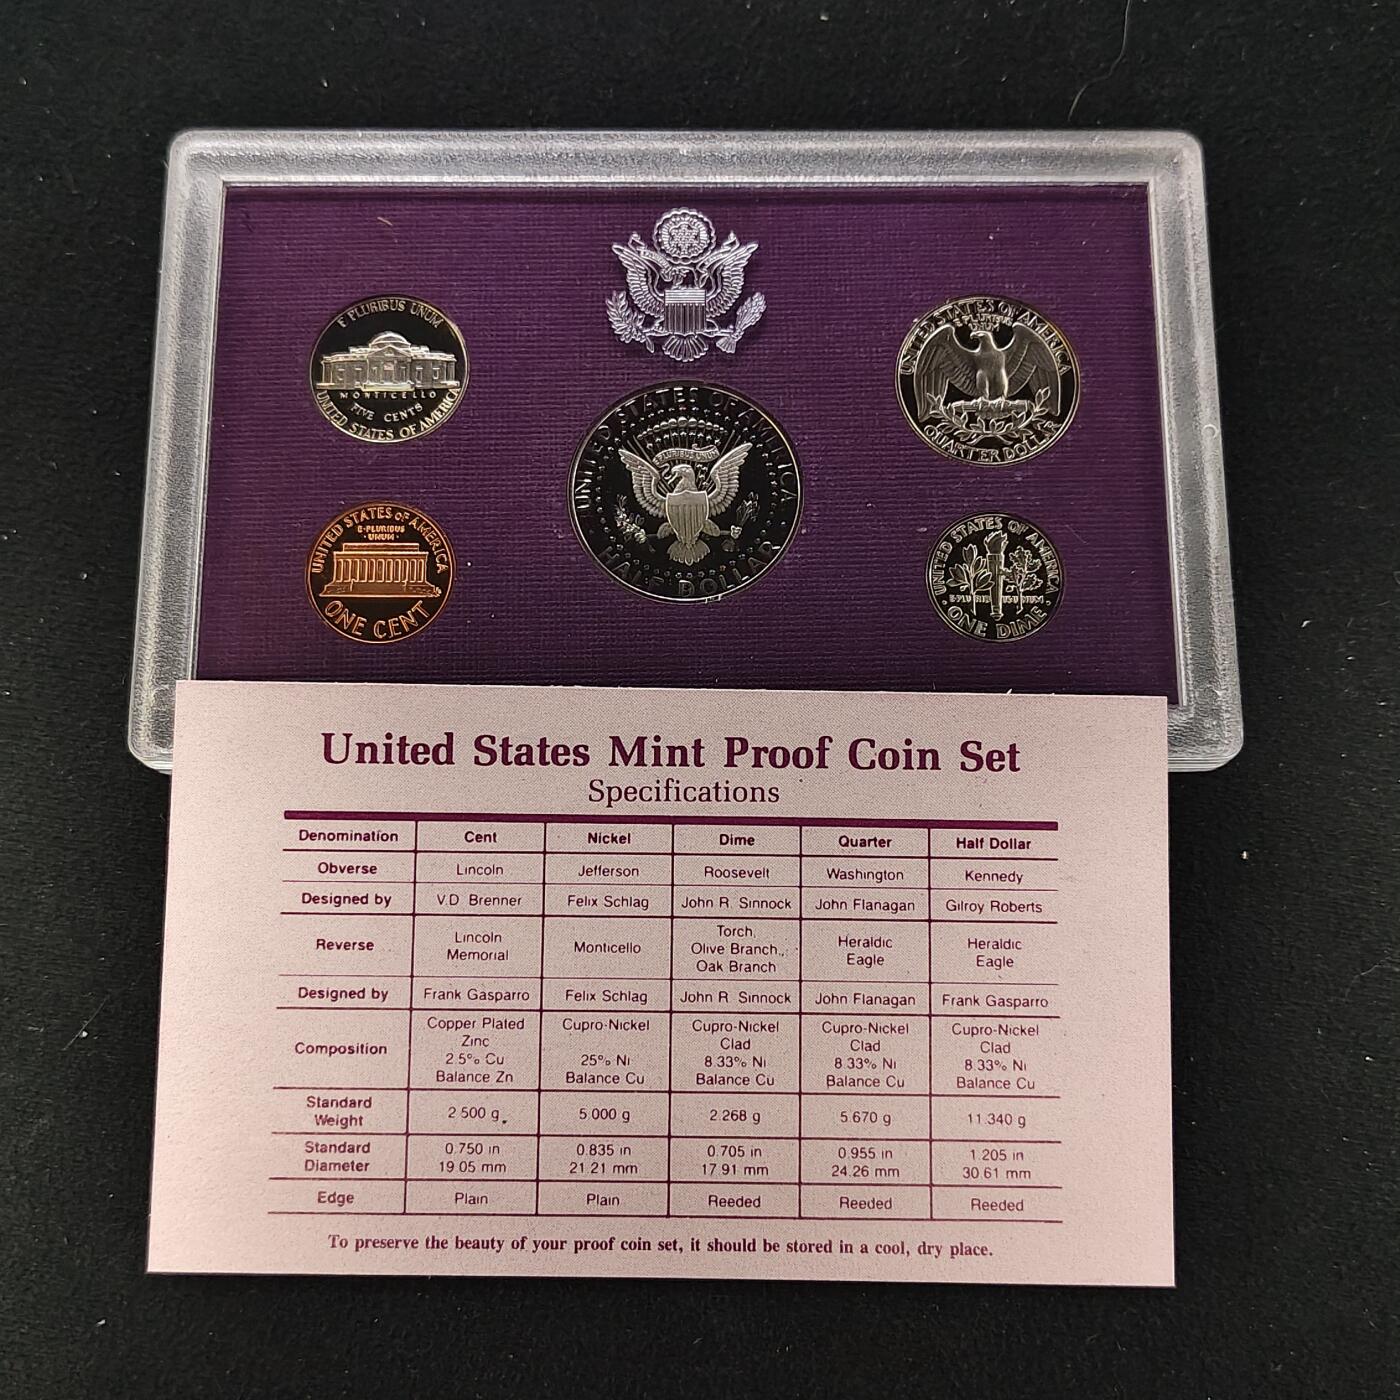 E PLURIBUS UNUM
MONTICELLO
FIVE CENTS
UNITED STATES OF AMERICA
UNITED STATES OF AMERICA
E PLURIBUS UNUM
HALF DOLLAR
UNITED STATES OF AMERICA
E PLURIBUS
UNUM
QUARTER DOLLAR
UNITED STATES OF AMERICA
E·PLURIBUS
·UNUM·
ONE CENT
UNITED STATES OF AMERICA
E PLURIBUS UNUM
· ONE DIME ·
United States Mint Proof Coin Set
Specifications
Denomination Cent Nickel Dime Quarter Half Dollar
Obverse Lincoln Jefferson Roosevelt Washington Kennedy
Designed by V.D. Brenner Felix Schlag John R. Sinnock John Flanagan Gilroy Roberts
Reverse Lincoln Memorial Monticello Torch, Olive Branch, Oak Branch Heraldic Eagle Heraldic Eagle
Designed by Frank Gasparro Felix Schlag John R. Sinnock John Flanagan Frank Gasparro
Composition Copper Plated Zinc 2.5% Cu Balance Zn Cupro-Nickel 25% Ni Balance Cu Cupro-Nickel Clad 8.33% Ni Balance Cu Cupro-Nickel Clad 8.33% Ni Balance Cu Cupro-Nickel Clad 8.33% Ni Balance Cu
Standard Weight 2.500 g. 5.000 g 2.268 g 5.670 g 11.340 g
Standard Diameter 0.750 in 19.05 mm 0.835 in 21.21 mm 0.705 in 17.91 mm 0.955 in 24.26 mm 1.205 in 30.61 mm
Edge Plain Plain Reeded Reeded Reeded
To preserve the beauty of your proof coin set, it should be stored in a cool, dry place.